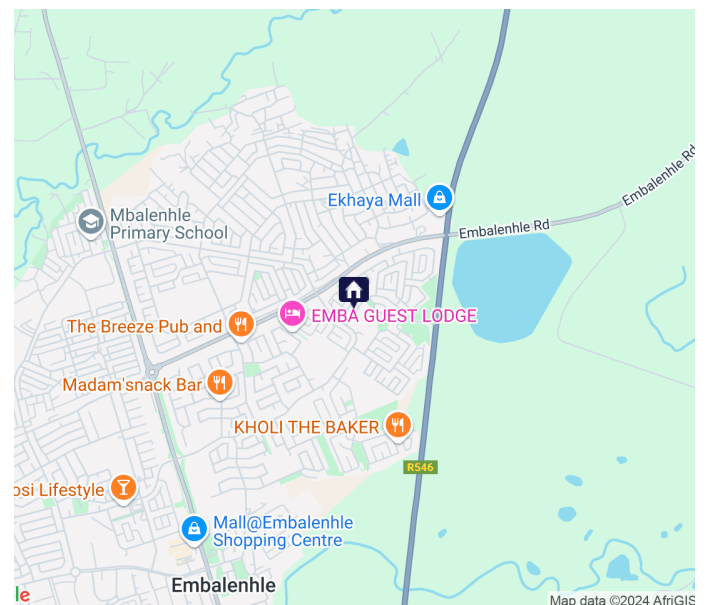 Ekhaya Mall
Embalenhle Rd
Embalenhle Rd
Mbalenhle
Primary School
EMBA GUEST LODGE
The Breeze Pub and
Madam'snack Bar
KHOLI THE BAKER
R546
osi Lifestyle
Mall@Embalenhle
Shopping Centre
Embalenhle
le
Map data ©2024 AfriGIS